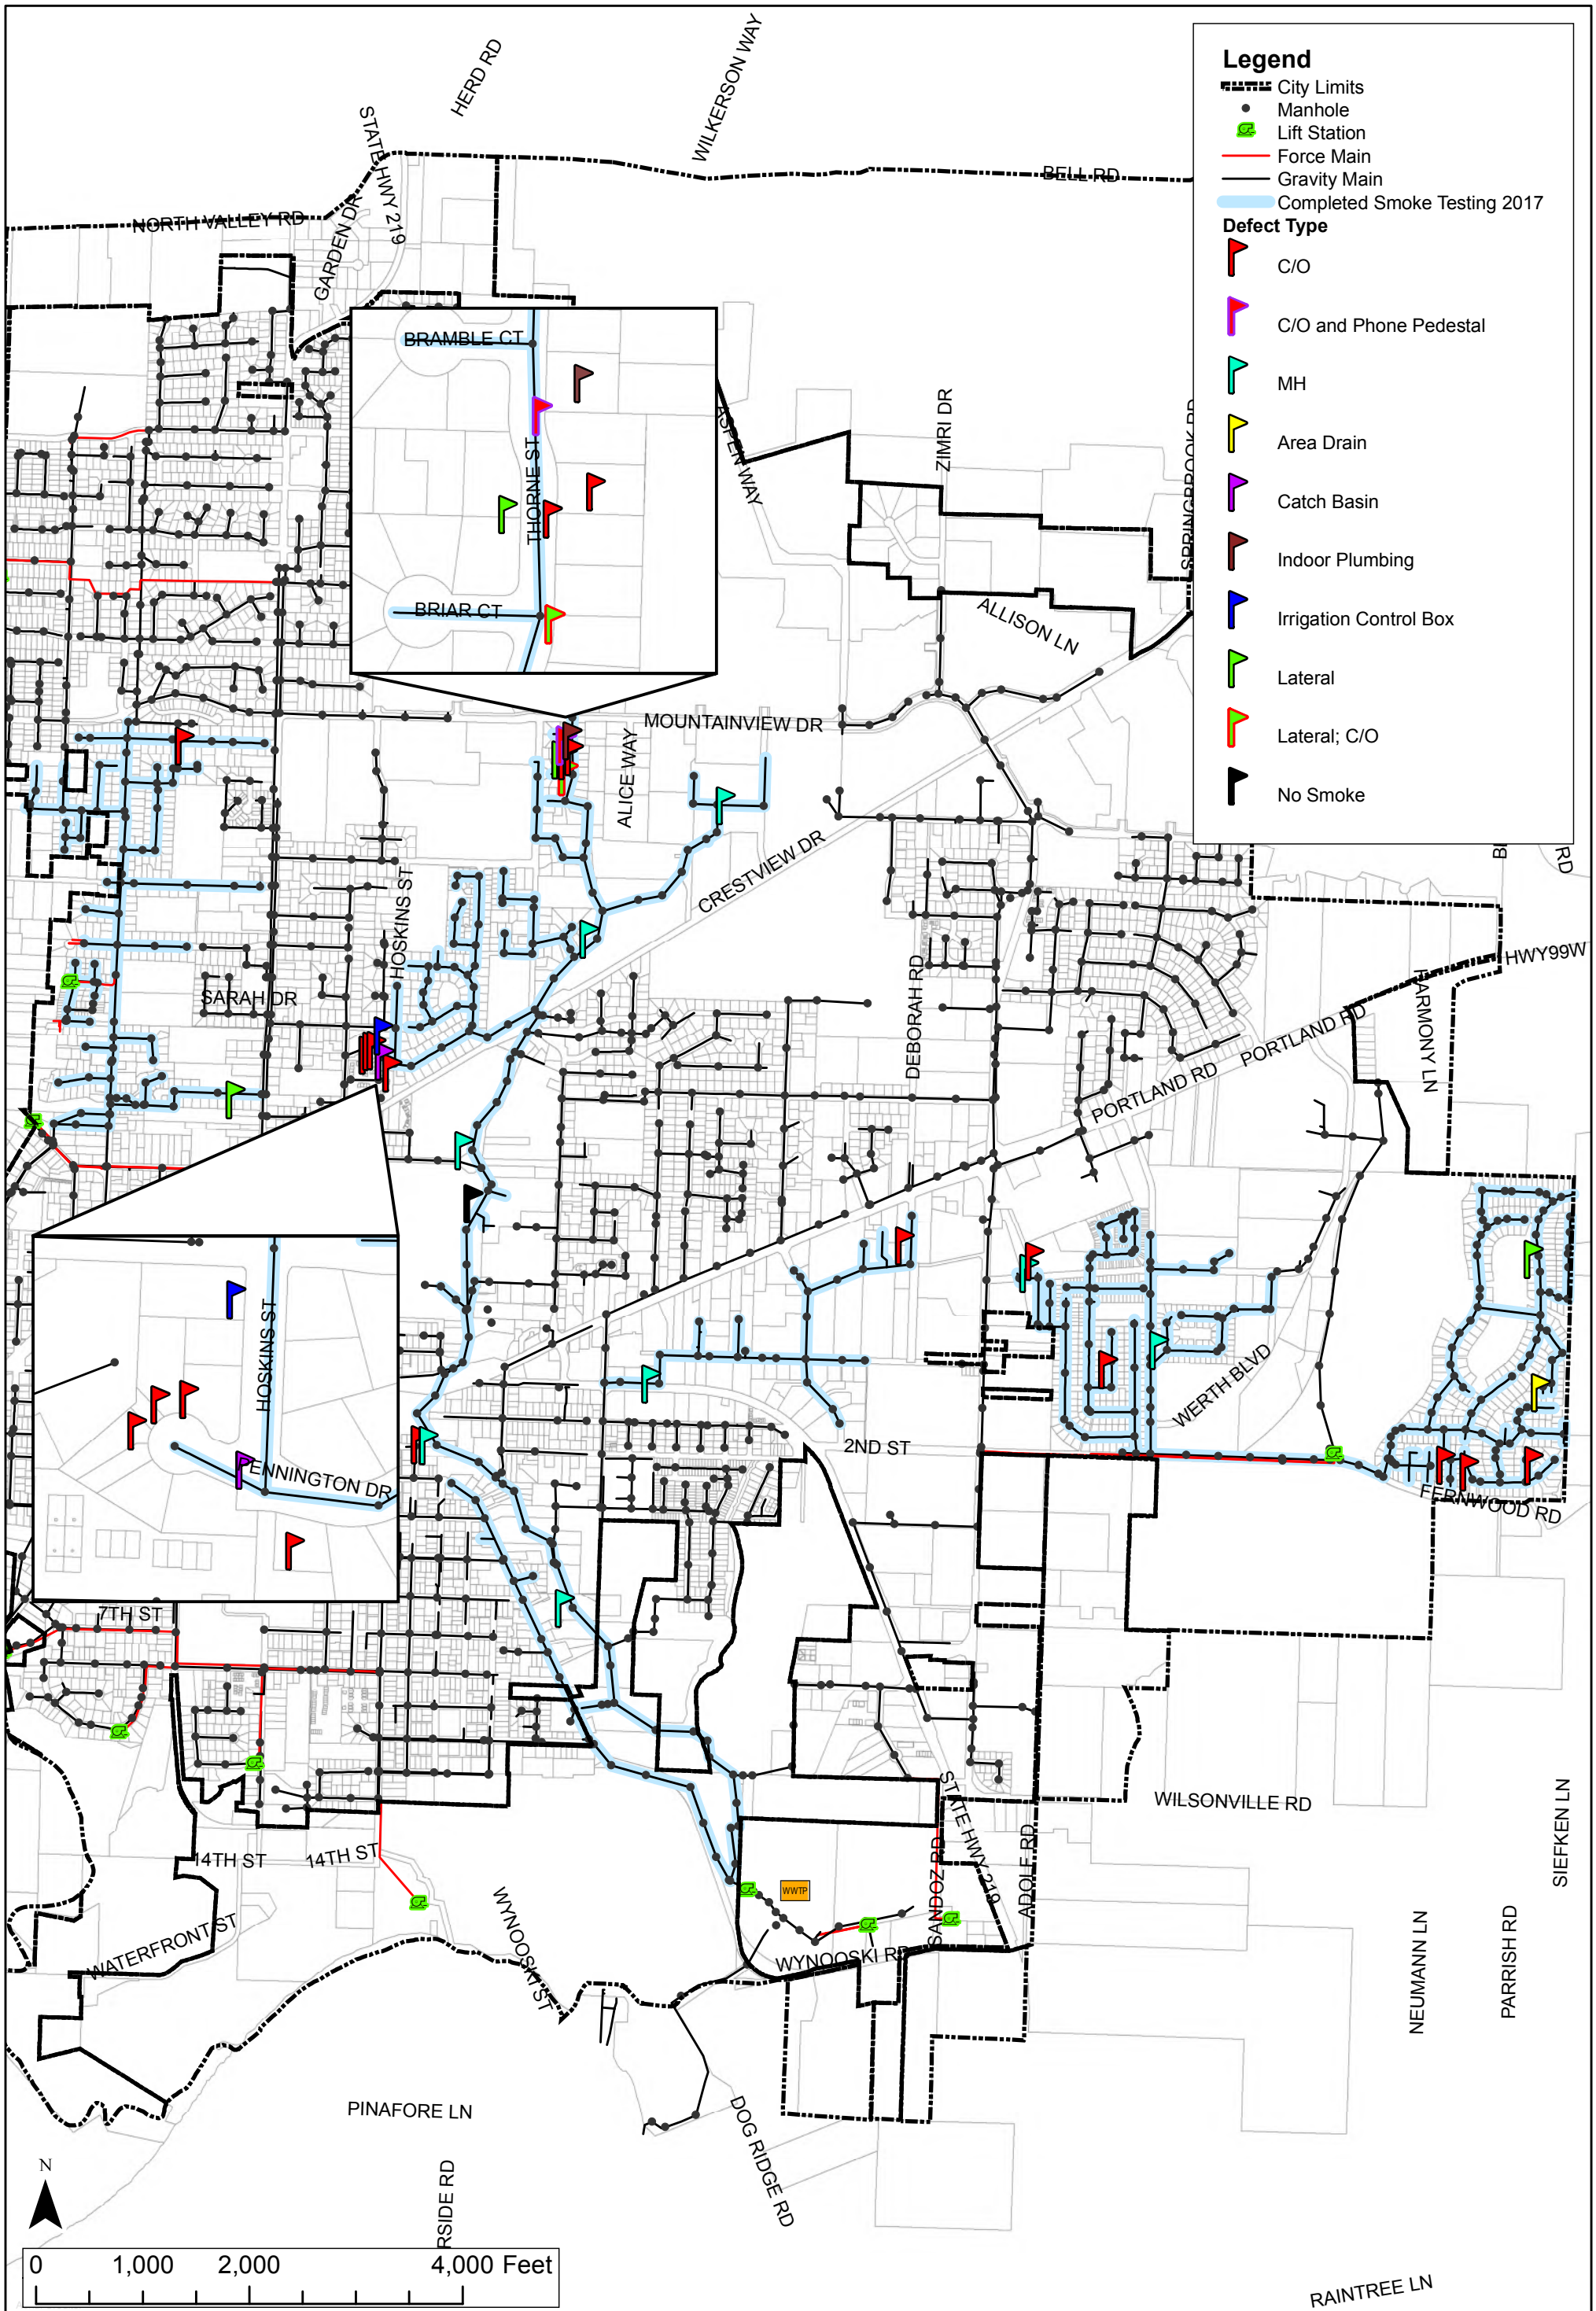 Legend
City Limits
Manhole
Lift Station
Force Main
Gravity Main
Completed Smoke Testing 2017
Defect Type
C/O
C/O and Phone Pedestal
MH
Area Drain
Catch Basin
Indoor Plumbing
Irrigation Control Box
Lateral
Lateral; C/O
No Smoke
HERD RD
WILKERSON WAY
STATE HWY 219
BELL RD
NORTH VALLEY RD
GARDEN DR
BRAMBLE CT
THORNE ST
BRIAR CT
ASPEN WAY
ZIMRI DR
SPRINGBROOK RD
ALLISON LN
MOUNTAINVIEW DR
ALICE WAY
CRESTVIEW DR
RD
HOSKINS ST
SARAH DR
DEBORAH RD
HWY99W
HARMONY LN
PORTLAND RD
PORTLAND RD
HOSKINS ST
PENNINGTON DR
WERTH BLVD
2ND ST
FERNWOOD RD
7TH ST
WILSONVILLE RD
STATE HWY 219
SANDOZ RD
ADOLF RD
SIEFKEN LN
14TH ST
14TH ST
WWTP
WATERFRONT ST
WYNOOSKI ST
WYNOOSKI RD
NEUMANN LN
PARRISH RD
PINAFORE LN
DOG RIDGE RD
RSIDE RD
N
0 1,000 2,000 4,000 Feet
RAINTREE LN